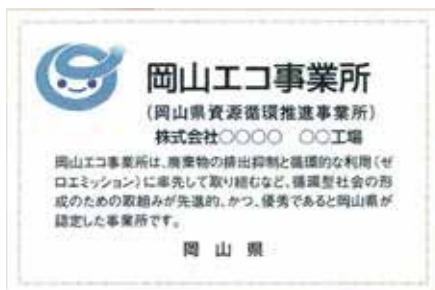 岡山エコ事業所
(岡山県資源循環推進事業所)
株式会社○○○○ ○○工場
岡山エコ事業所は、廃棄物の排出抑制と循環的な利用(ゼ
ロエミッション)に率先して取り組むなど、循環型社会の形
成のための取組みが先進的、かつ、優秀であると岡山県が
認定した事業所です。
岡山県